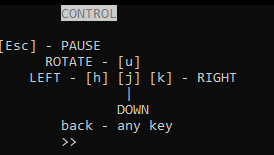 CONTROL
[Esc] - PAUSE
ROTATE - [u]
LEFT - [h] [j] [k] - RIGHT
|
DOWN
back - any key
>>